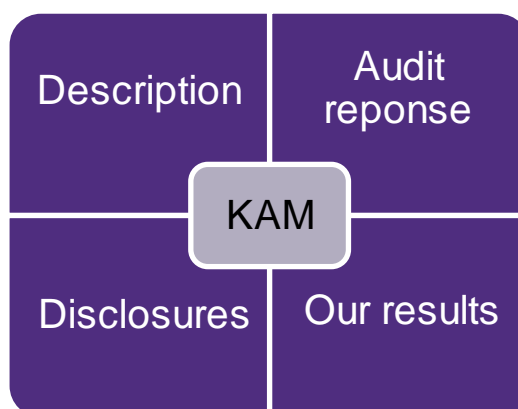 Description
Audit
reponse
KAM
Disclosures
Our results